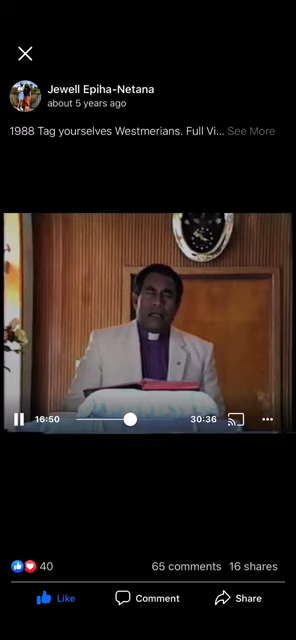 Jewell Epiha-Netana
about 5 years ago
1988 Tag yourselves Westmerians. Full Vi... See More
16:50 30:36
40 65 comments 16 shares
Like Comment Share